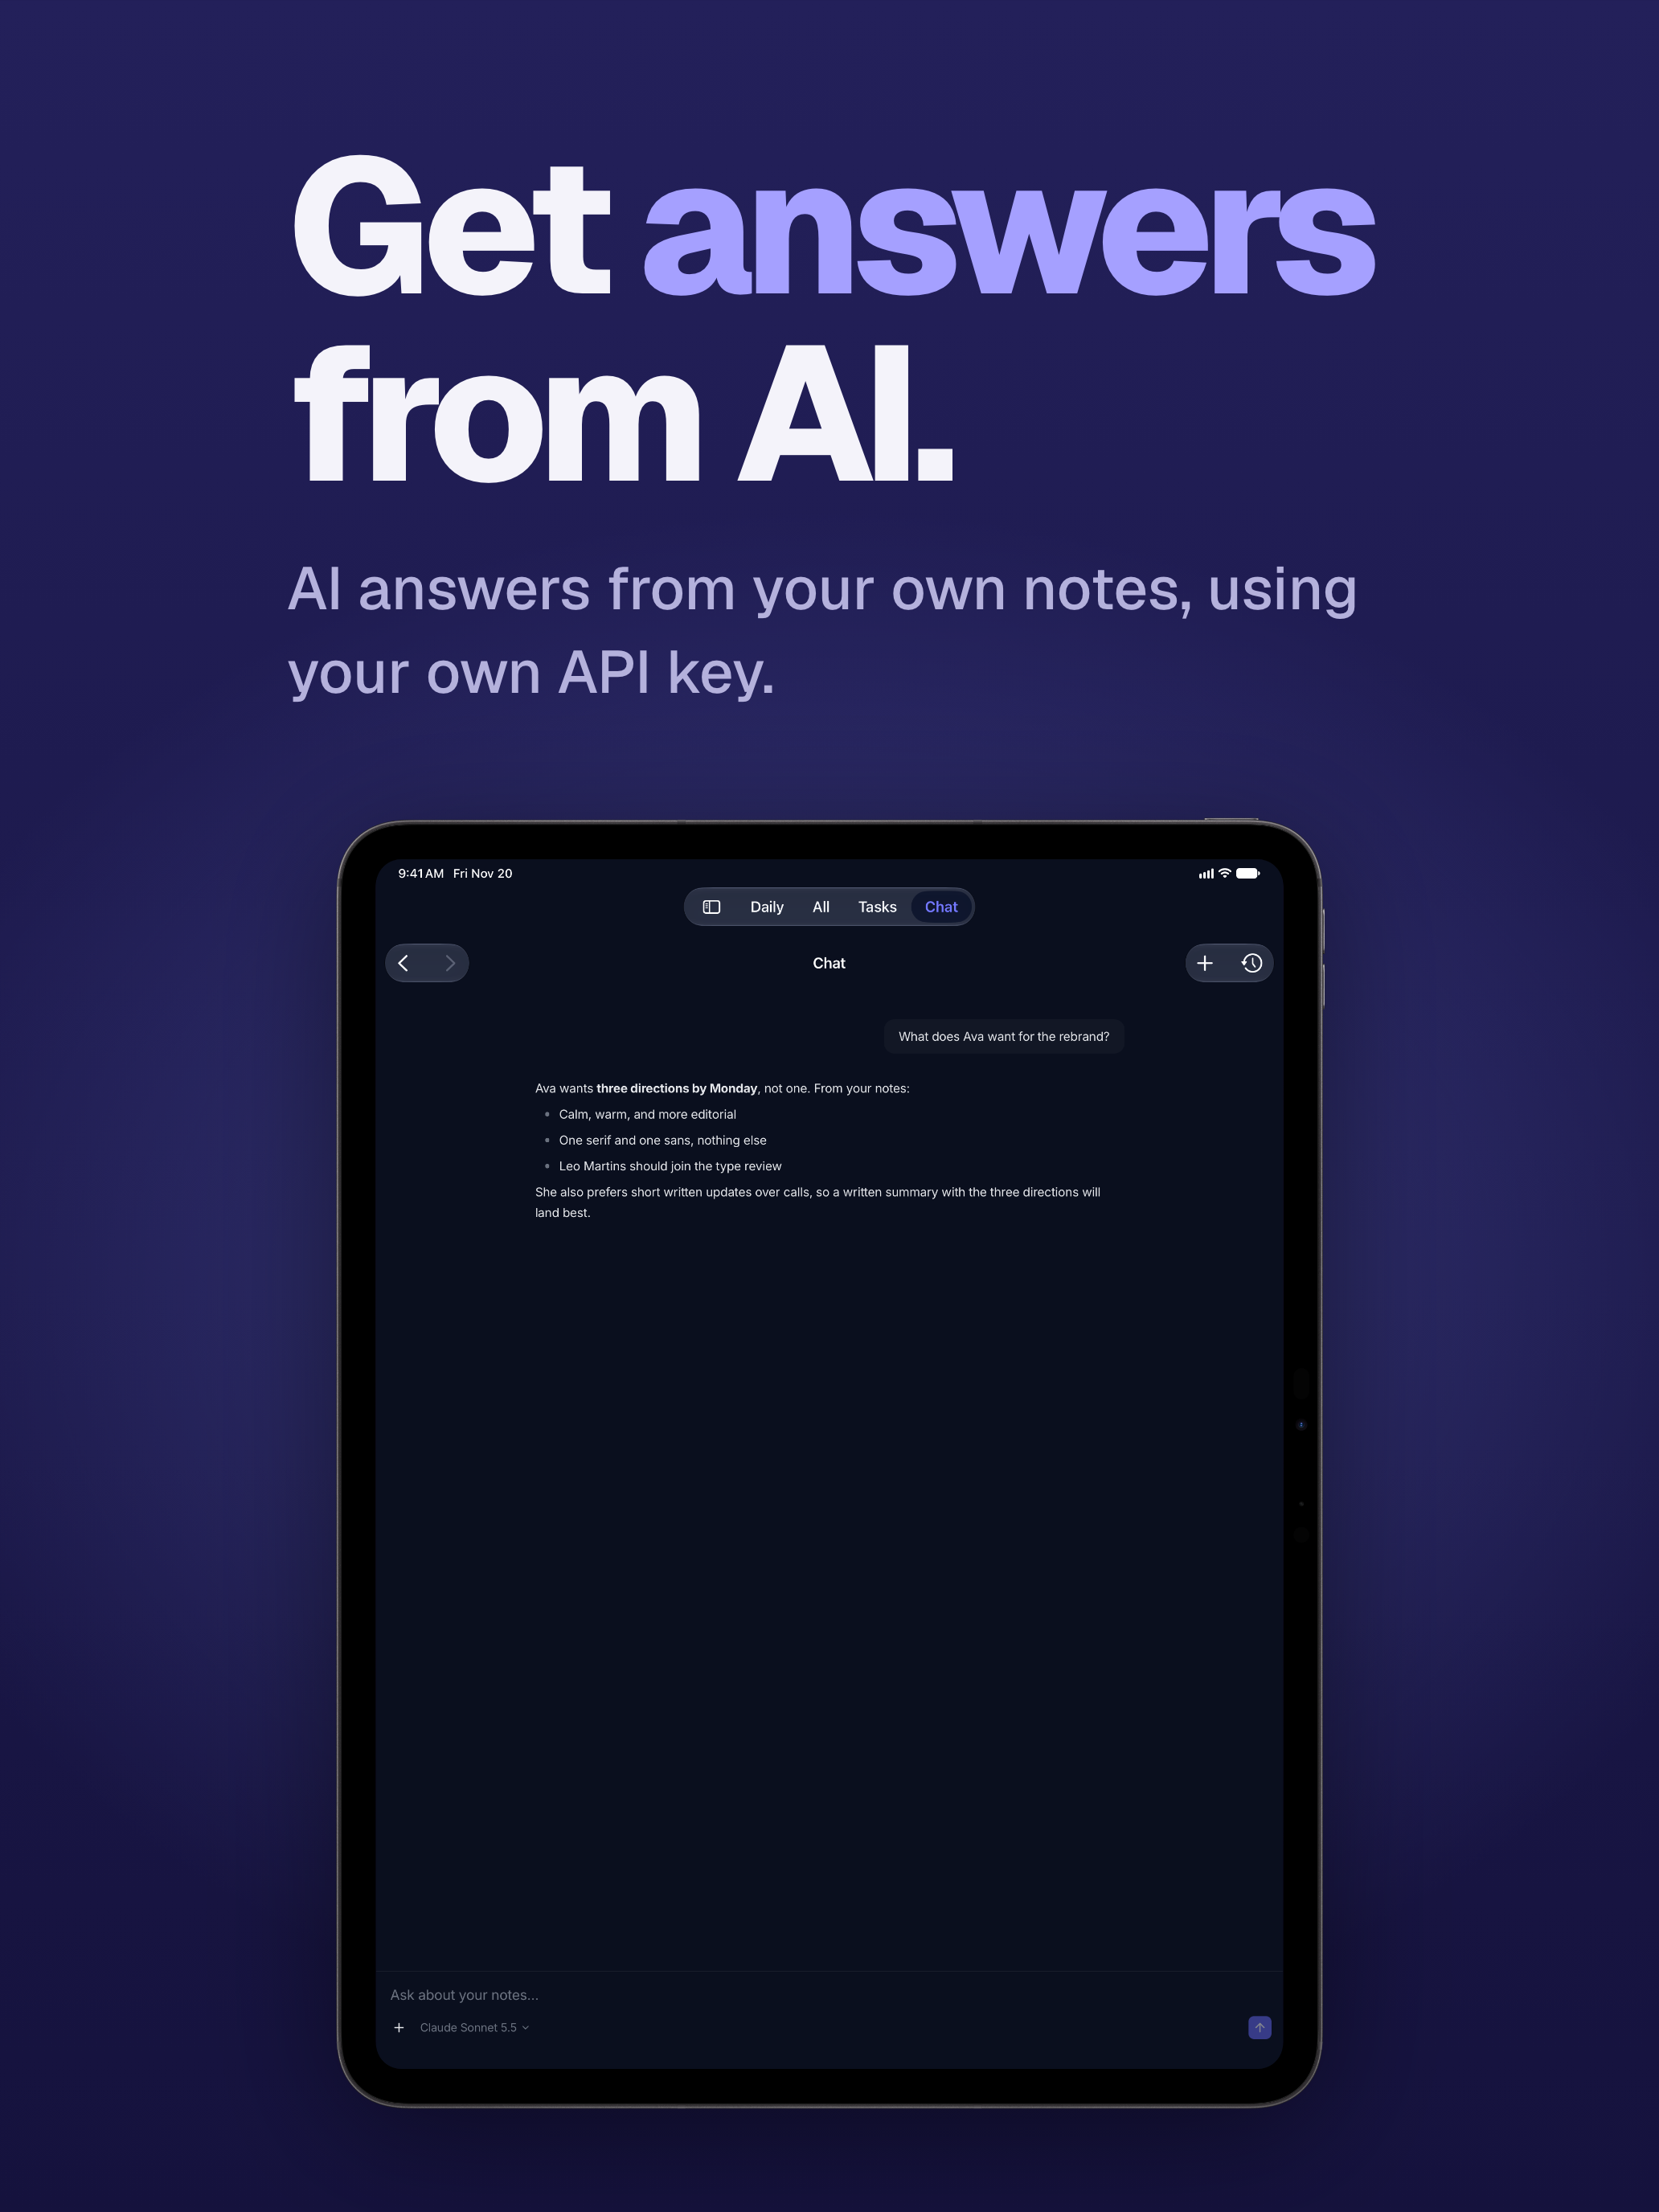 Get answers
from AI.
AI answers from your own notes, using
your own API key.
9:41 AM Fri Nov 20
Daily All Tasks Chat
Chat
What does Ava want for the rebrand?
Ava wants three directions by Monday, not one. From your notes:
Calm, warm, and more editorial
One serif and one sans, nothing else
Leo Martins should join the type review
She also prefers short written updates over calls, so a written summary with the three directions will
land best.
Ask about your notes...
Claude Sonnet 5.5